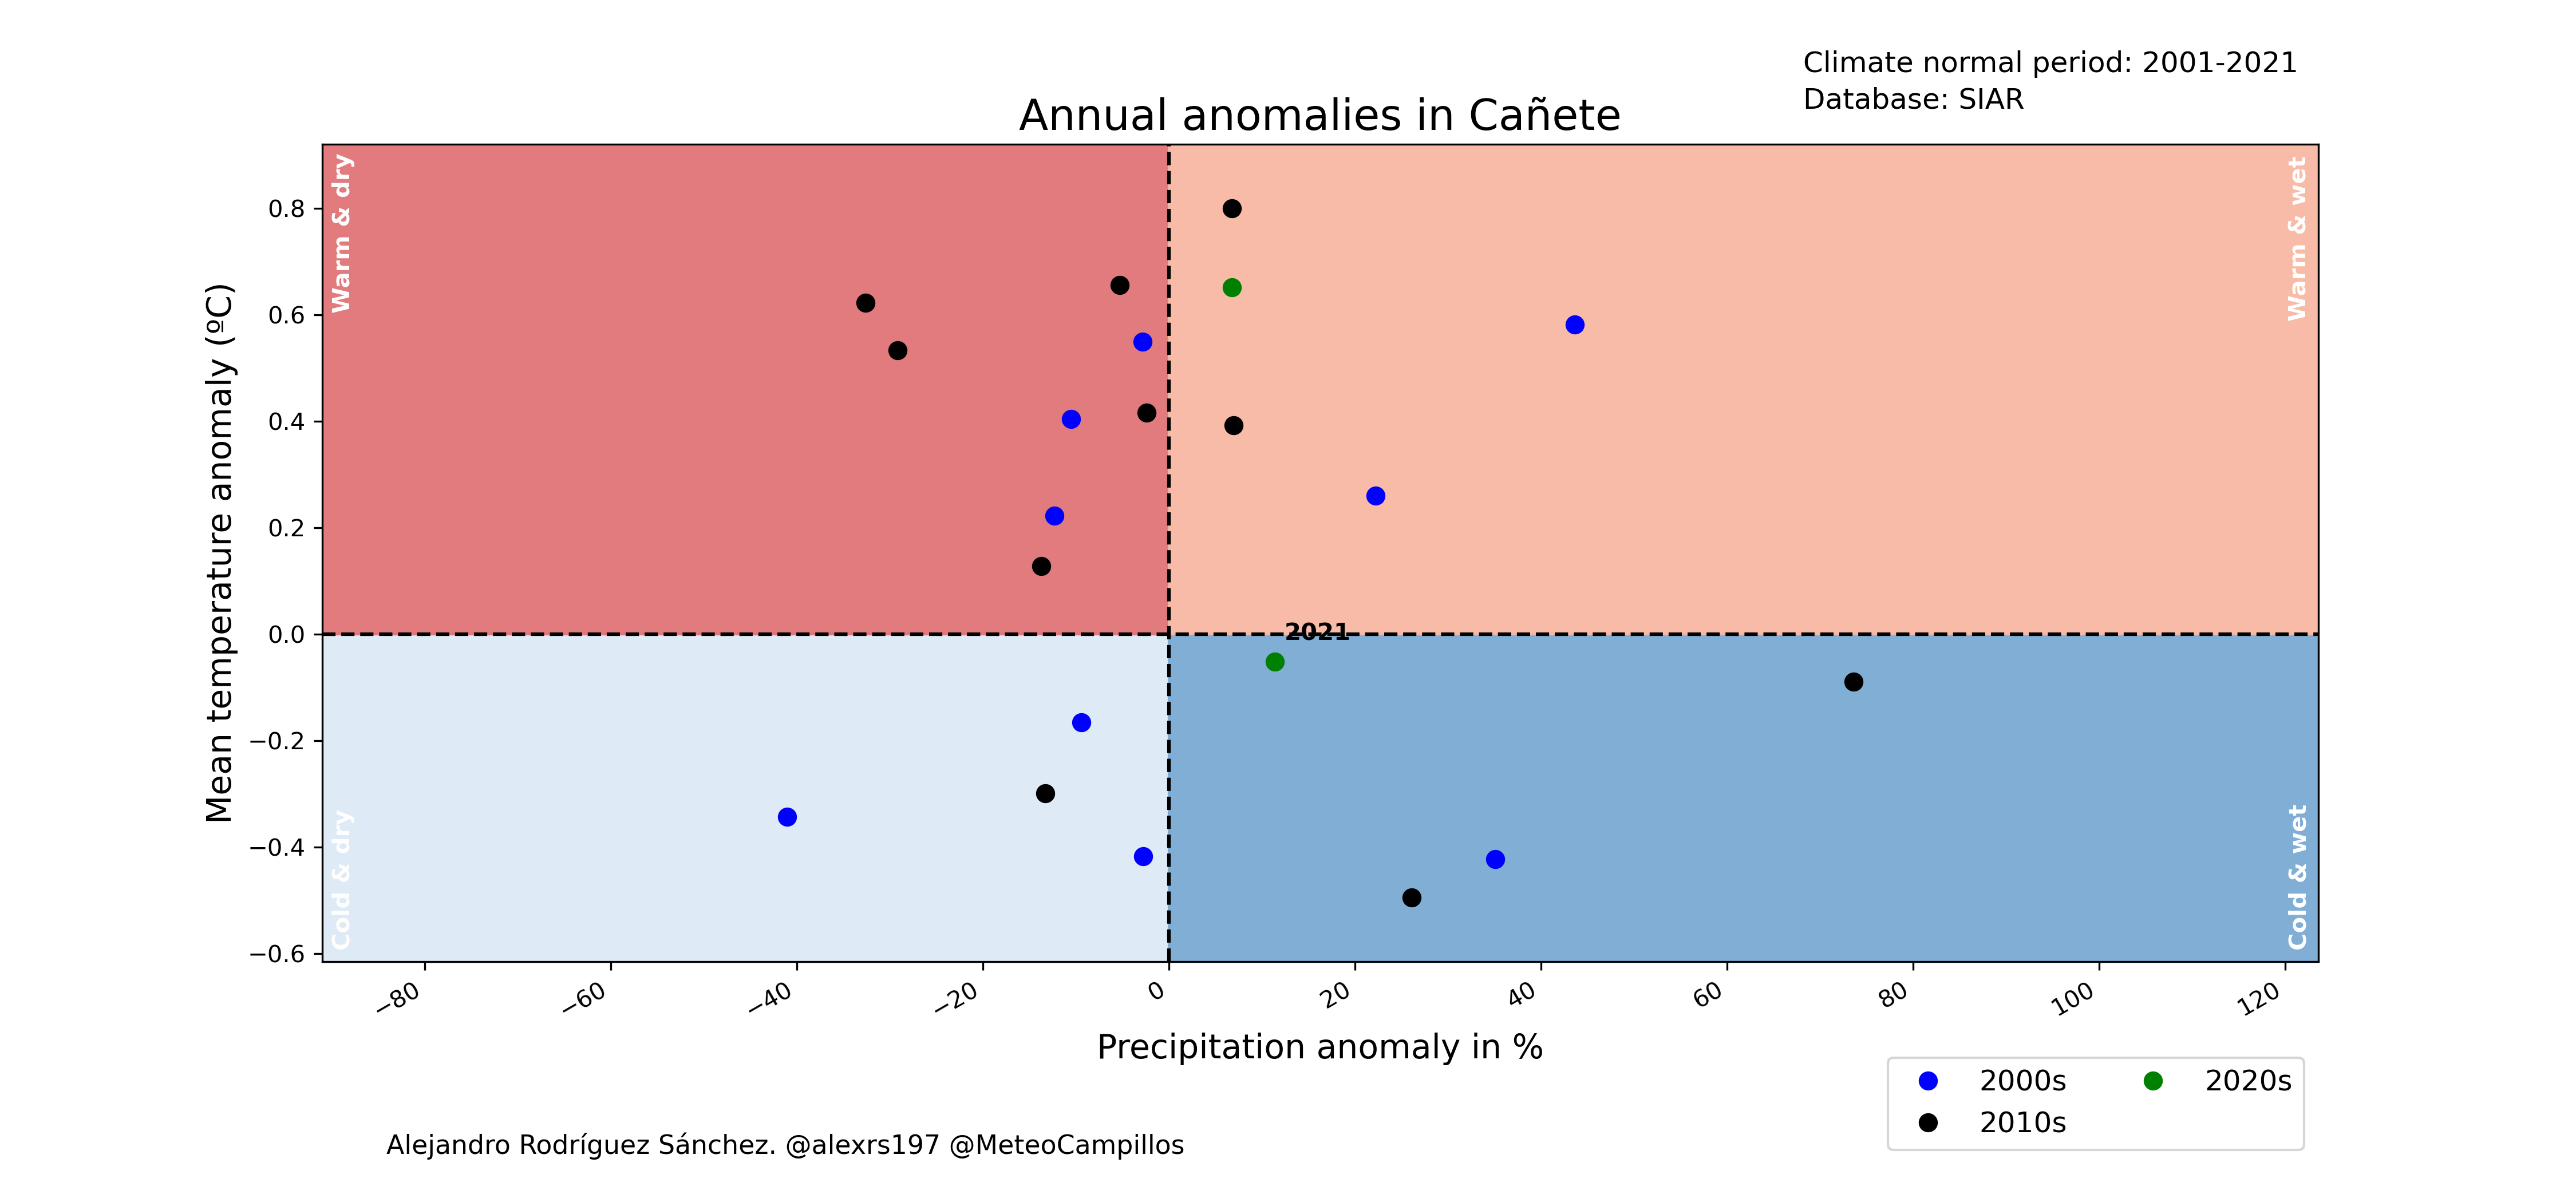 Climate normal period: 2001-2021
Database: SIAR
Annual anomalies in Cañete
Warm & dry
Warm & wet
Mean temperature anomaly (ºC)
0.8
0.6
0.4
0.2
0.0
−0.2
−0.4
−0.6
2021
Cold & dry
Cold & wet
−80
−60
−40
−20
0
20
40
60
80
100
120
Precipitation anomaly in %
2000s
2020s
2010s
Alejandro Rodríguez Sánchez. @alexrs197 @MeteoCampillos